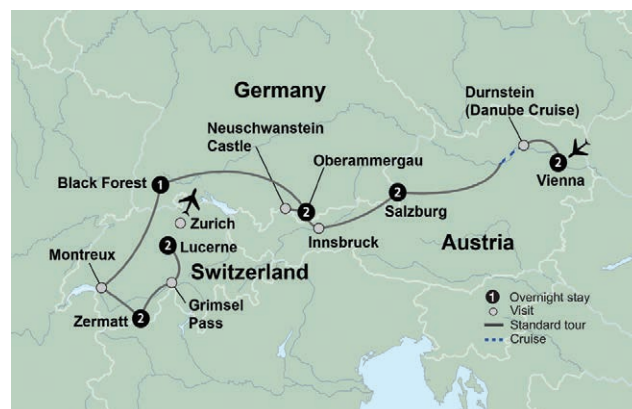 Germany
Durnstein
(Danube Cruise)
Neuschwanstein
Castle
Oberammergau
2
Vienna
Black Forest
1
2
2
Salzburg
Zurich
Innsbruck
2
Lucerne
Austria
Montreux
Switzerland
Grimsel
Pass
Zermatt
2
1
Overnight stay
Visit
Standard tour
Cruise